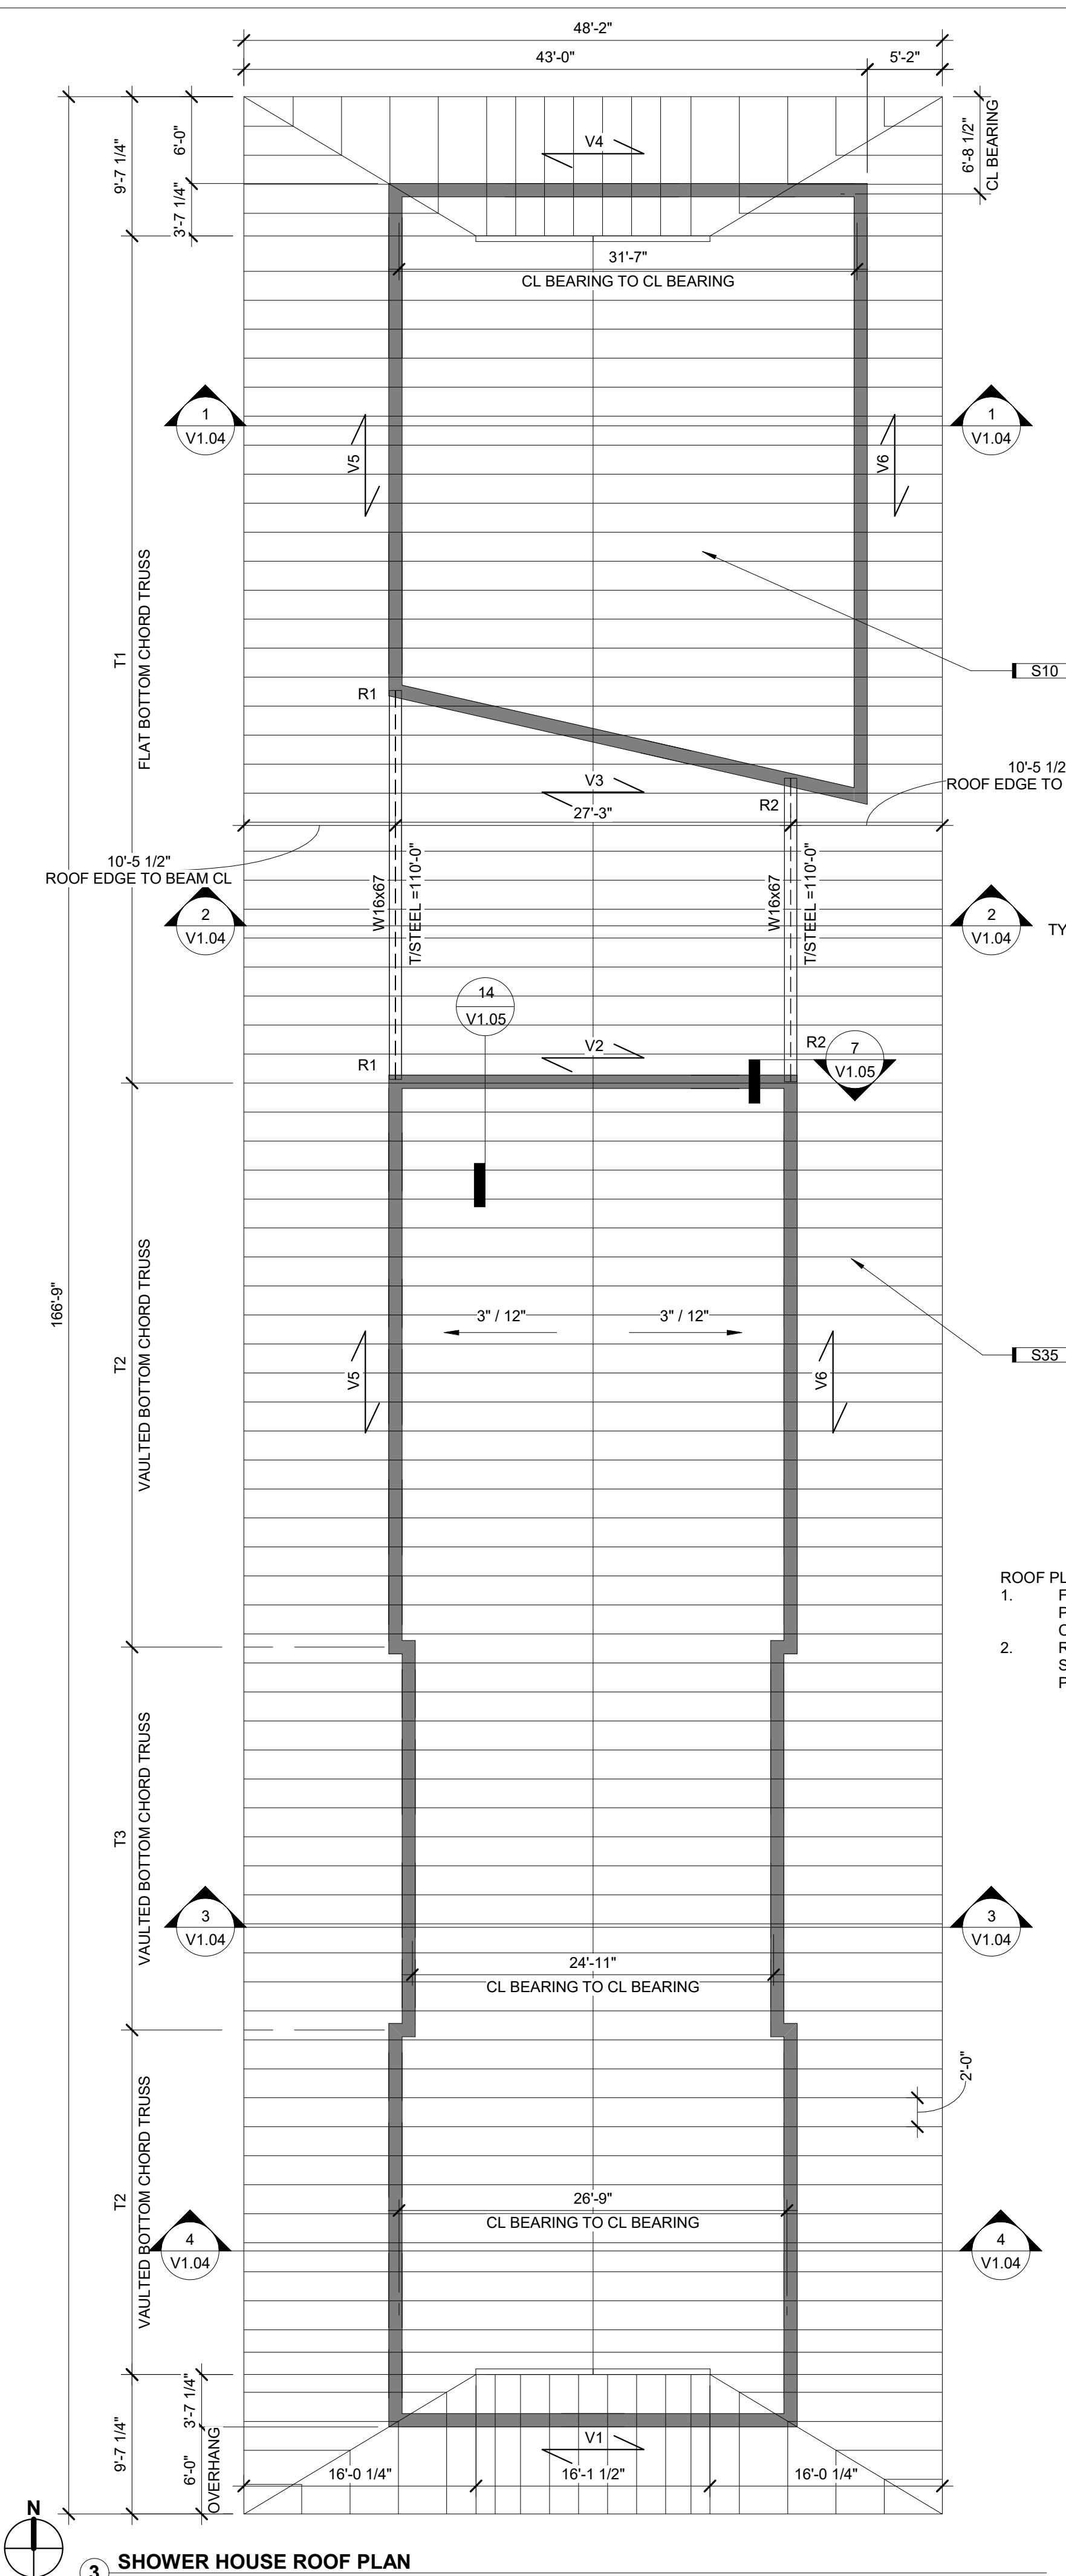 48'-2"
43'-0"
5'-2"
9'-7 1/4"
6'-0"
3'-7 1/4"
6'-8 1/2"
CL BEARING
V4
31'-7"
CL BEARING TO CL BEARING
1
V1.04
1
V1.04
V5
V6
T1
FLAT BOTTOM CHORD TRUSS
S10
R1
V3
27'-3"
R2
10'-5 1/2
ROOF EDGE TO
10'-5 1/2"
ROOF EDGE TO BEAM CL
W16x67
T/STEEL =110'-0"
W16x67
T/STEEL =110'-0"
2
V1.04
2
V1.04
TY
14
V1.05
R1
V2
R2
7
V1.05
166'-9"
T2
VAULTED BOTTOM CHORD TRUSS
3" / 12"
3" / 12"
V5
V6
S35
ROOF PL
1. F
P
C
2. R
S
P
T3
VAULTED BOTTOM CHORD TRUSS
3
V1.04
3
V1.04
24'-11"
CL BEARING TO CL BEARING
2'-0"
T2
VAULTED BOTTOM CHORD TRUSS
26'-9"
CL BEARING TO CL BEARING
4
V1.04
4
V1.04
9'-7 1/4"
3'-7 1/4"
6'-0"
OVERHANG
V1
16'-0 1/4"
16'-1 1/2"
16'-0 1/4"
N
3
SHOWER HOUSE ROOF PLAN